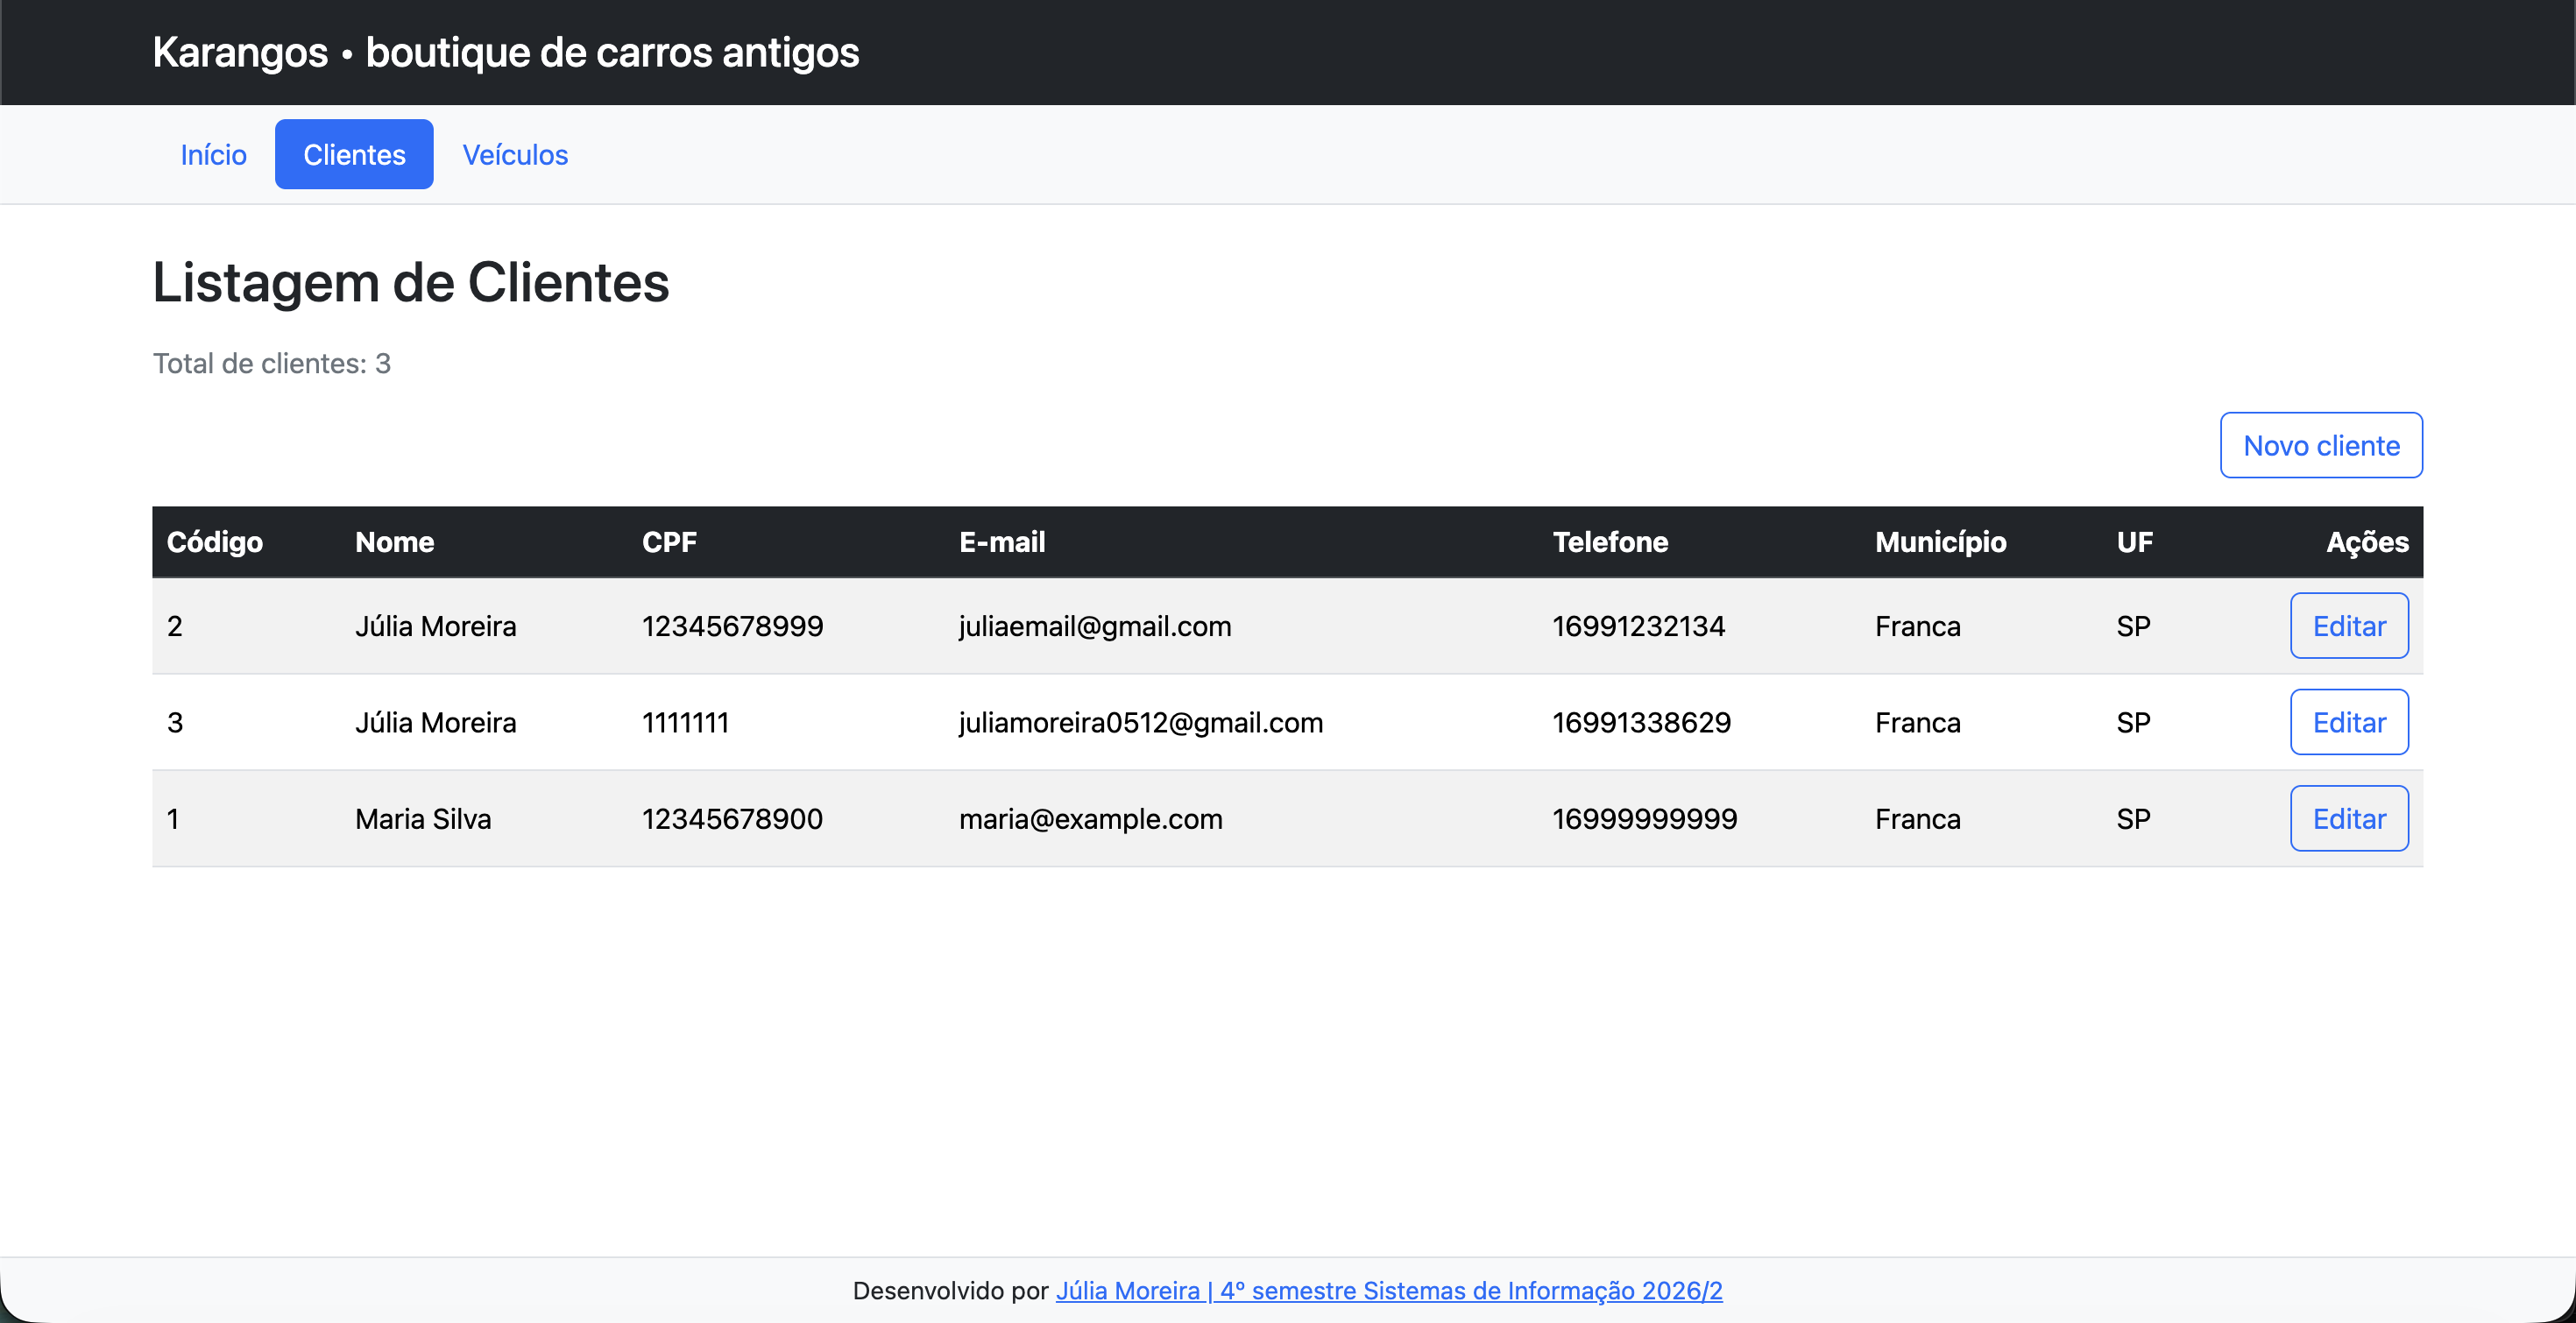 Karangos • boutique de carros antigos
Início Clientes Veículos
Listagem de Clientes
Total de clientes: 3
Novo cliente
Código Nome CPF E-mail Telefone Município UF Ações
2 Júlia Moreira 12345678999 juliaemail@gmail.com 16991232134 Franca SP Editar
3 Júlia Moreira 1111111 juliamoreira0512@gmail.com 16991338629 Franca SP Editar
1 Maria Silva 12345678900 maria@example.com 16999999999 Franca SP Editar
Desenvolvido por Júlia Moreira | 4º semestre Sistemas de Informação 2026/2